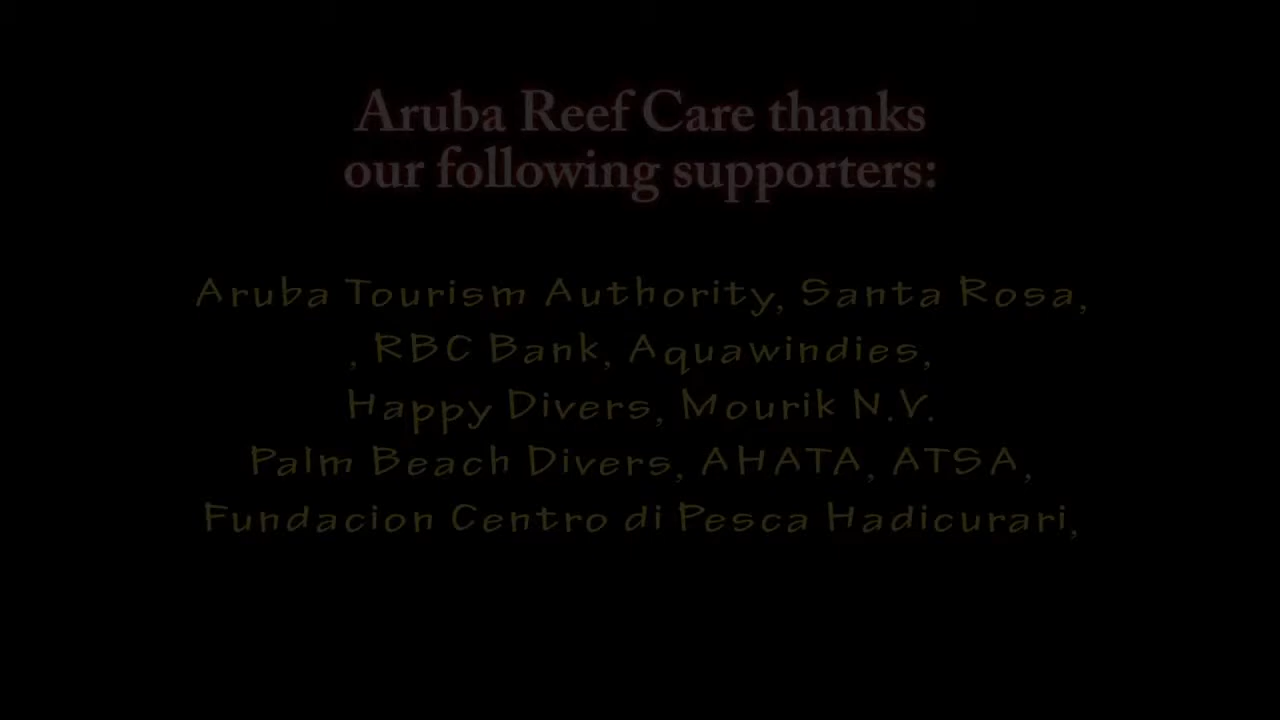 Aruba Reef Care thanks
our following supporters:
Aruba Tourism Authority, Santa Rosa,
, RBC Bank, Aquawindies,
Happy Divers, Mourik N.V.
Palm Beach Divers, AHATA, ATSA,
Fundacion Centro di Pesca Hadicurari,